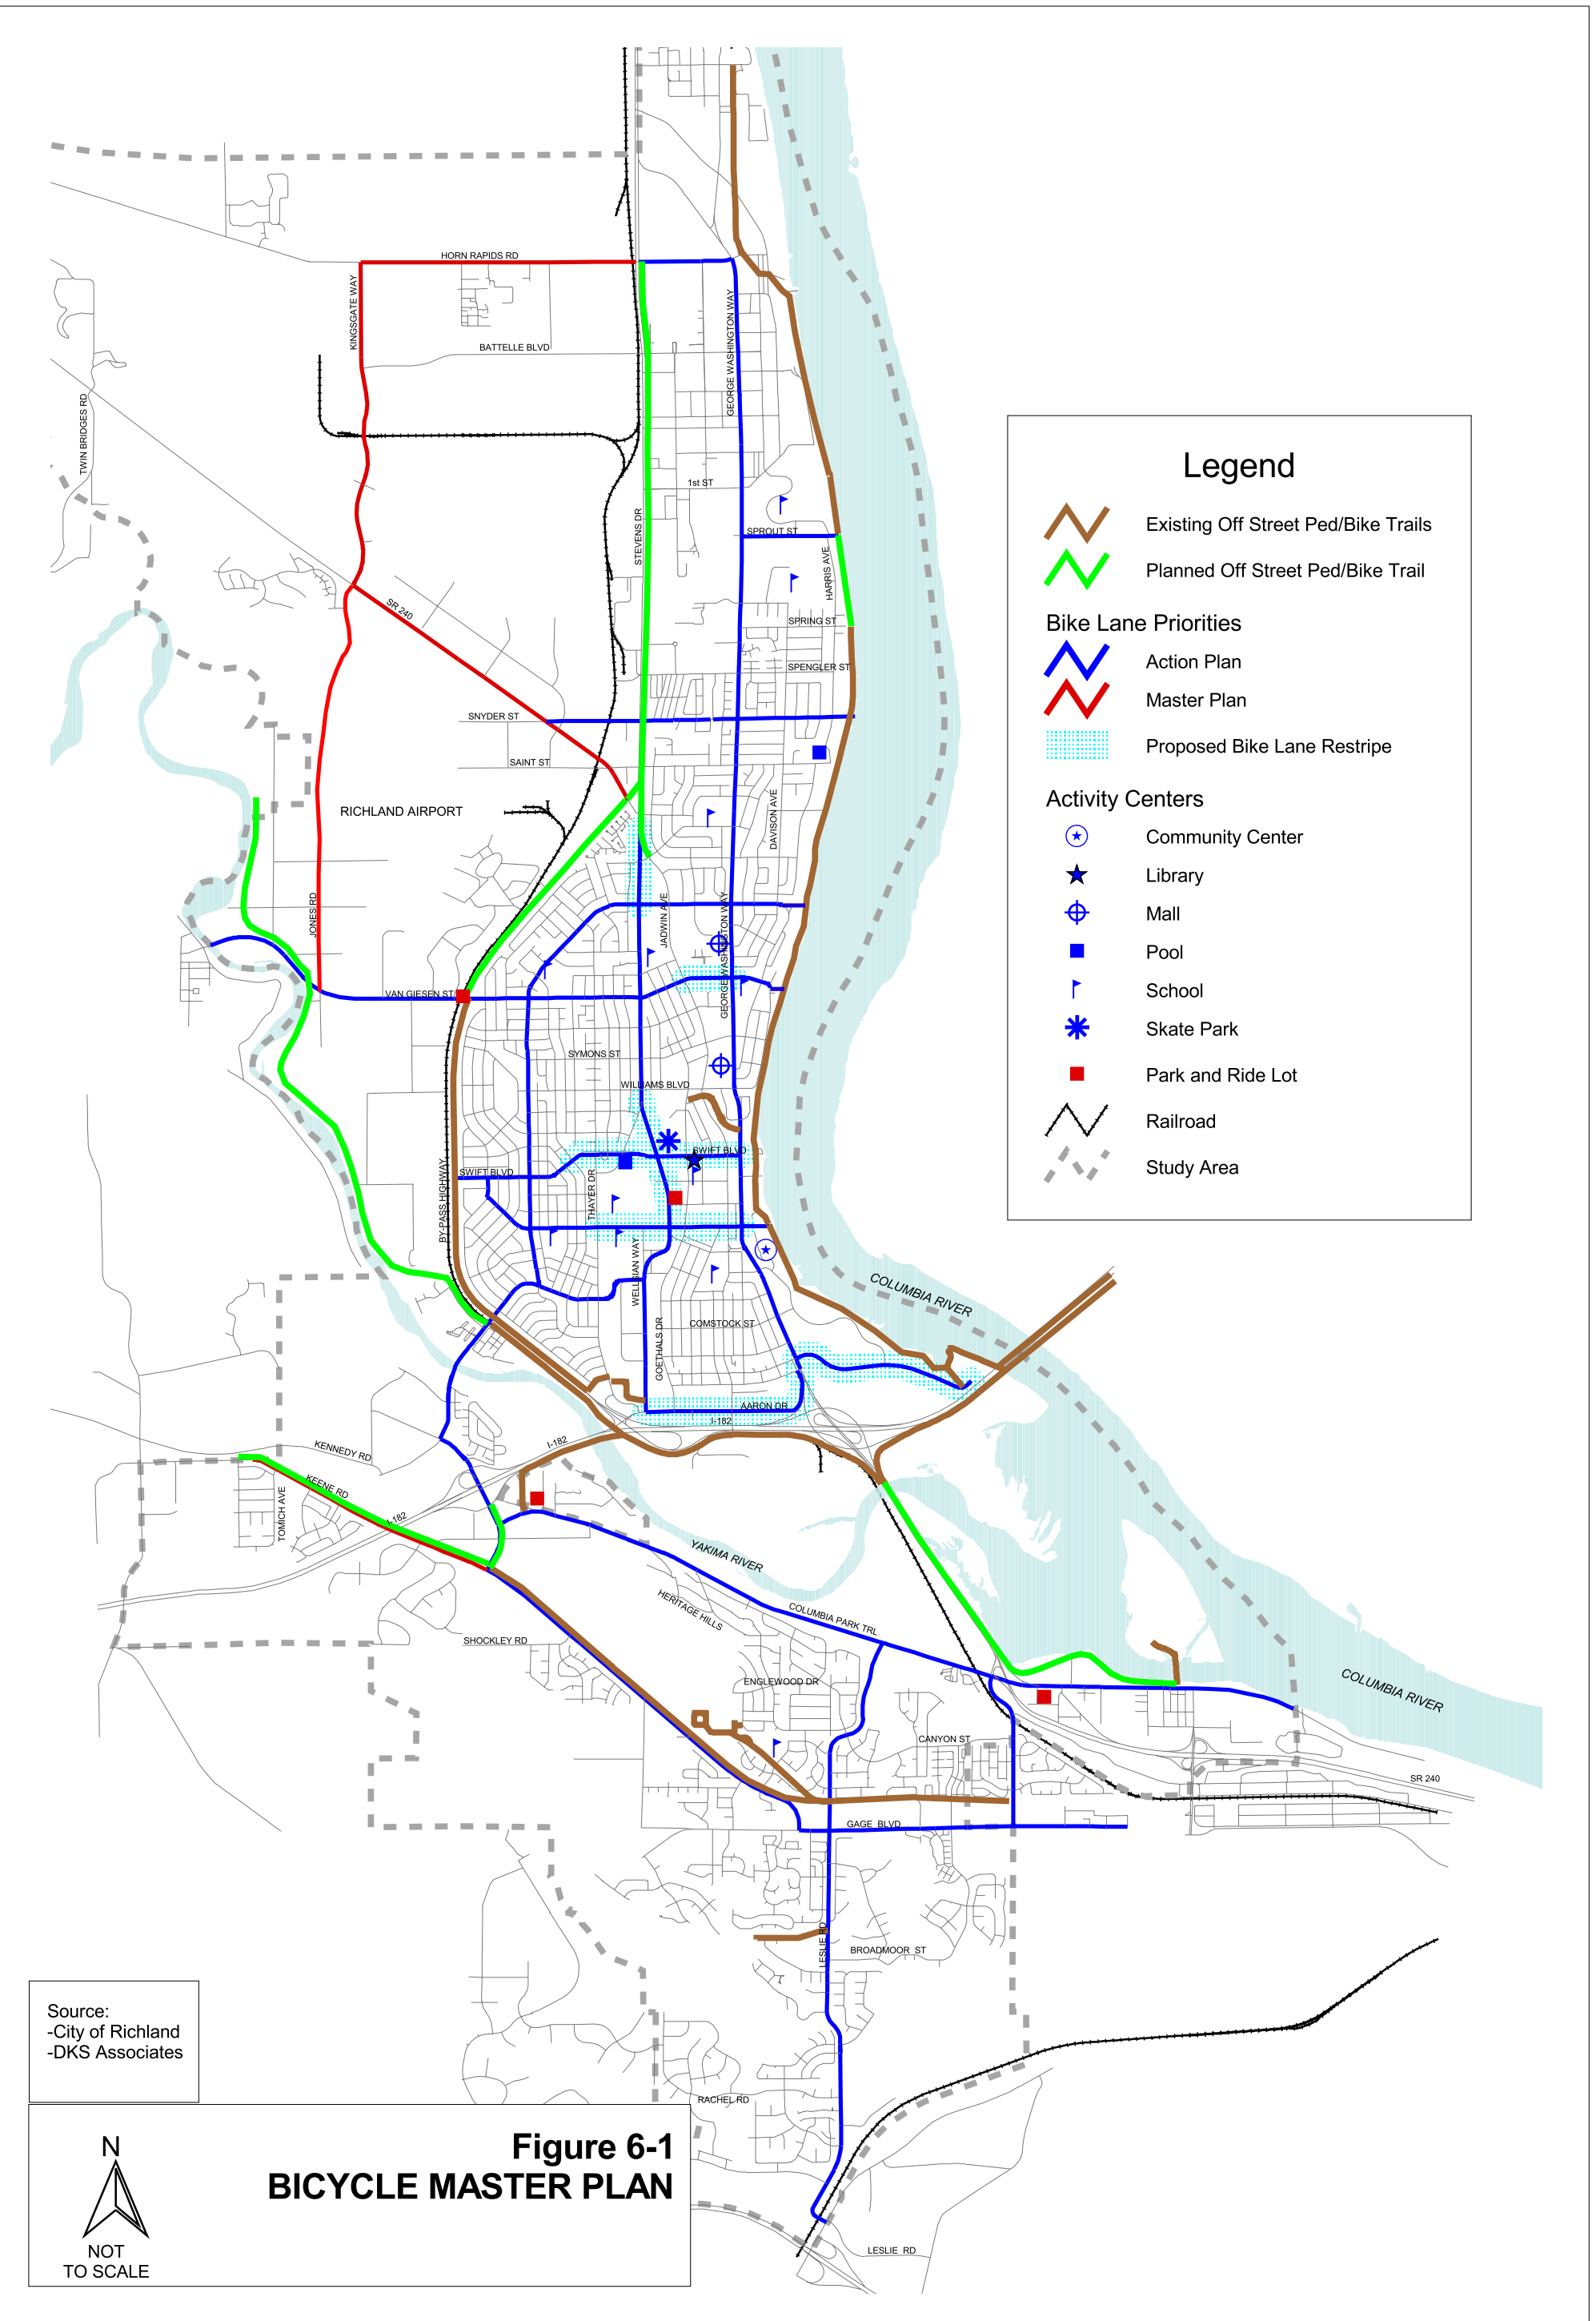 HORN RAPIDS RD
KINGSGATE WAY
BATTELLE BLVD
GEORGE WASHINGTON WAY
TWIN BRIDGES RD
1st ST
STEVENS DR
SPROUT ST
HARRIS AVE
SR 240
SPRING ST
SPENGLER ST
SNYDER ST
SAINT ST
RICHLAND AIRPORT
DAVISON AVE
JONES RD
JADWIN AVE
GEORGE WASHINGTON WAY
VAN GIESEN ST
SYMONS ST
WILLIAMS BLVD
SWIFT BLVD
SWIFT BLVD
THAYER DR
BY-PASS HIGHWAY
WELLSIAN WAY
COLUMBIA RIVER
COMSTOCK ST
GOETHALS DR
AARON DR
I-182
I-182
KENNEDY RD
KEENE RD
TOMICH AVE
I-182
YAKIMA RIVER
HERITAGE HILLS
COLUMBIA PARK TRL
SHOCKLEY RD
ENGLEWOOD DR
COLUMBIA RIVER
CANYON ST
SR 240
GAGE BLVD
LESLIE RD
BROADMOOR ST
RACHEL RD
LESLIE RD
Legend
Existing Off Street Ped/Bike Trails
Planned Off Street Ped/Bike Trail
Bike Lane Priorities
Action Plan
Master Plan
Proposed Bike Lane Restripe
Activity Centers
Community Center
Library
Mall
Pool
School
Skate Park
Park and Ride Lot
Railroad
Study Area
Source:
-City of Richland
-DKS Associates
N
NOT
TO SCALE
Figure 6-1
BICYCLE MASTER PLAN